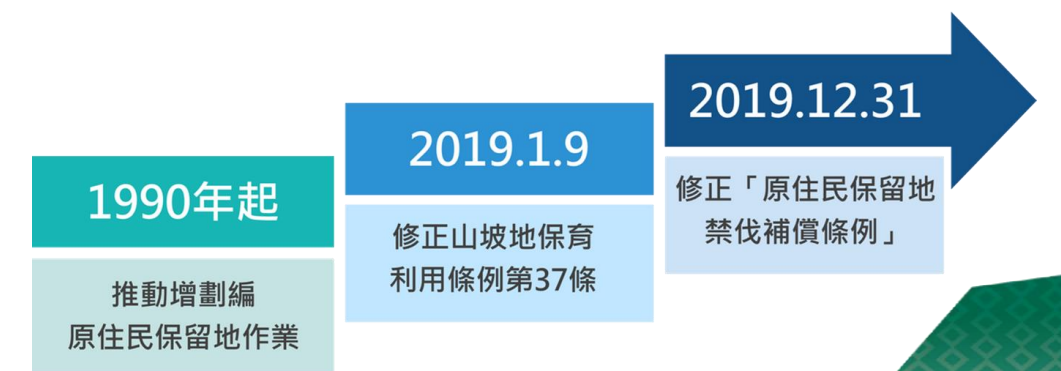 1990年起
推動增劃編
原住民保留地作業
2019.1.9
修正山坡地保育
利用條例第37條
2019.12.31
修正「原住民保留地
禁伐補償條例」